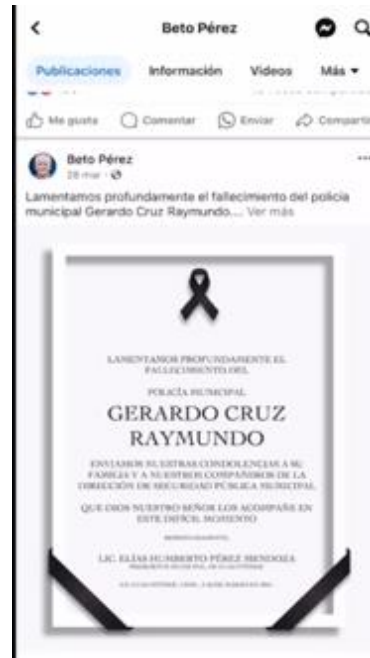 Beto Pérez
Publicaciones Información Videos Más
Me gusta Comentar Enviar Compartir
Beto Pérez
28 mar
Lamentamos profundamente el fallecimiento del policía
municipal Gerardo Cruz Raymundo.... Ver más
LAMENTAMOS PROFUNDAMENTE EL
FALLECIMIENTO DEL
POLICÍA MUNICIPAL
GERARDO CRUZ
RAYMUNDO
ENVIAMOS NUESTRAS CONDOLENCIAS A SU
FAMILIA Y A NUESTROS COMPAÑEROS DE LA
DIRECCIÓN DE SEGURIDAD PÚBLICA MUNICIPAL.
QUE DIOS NUESTRO SEÑOR LOS ACOMPAÑE EN
ESTE DIFÍCIL MOMENTO
LIC. ELÍAS HUMBERTO PÉREZ MENDOZA